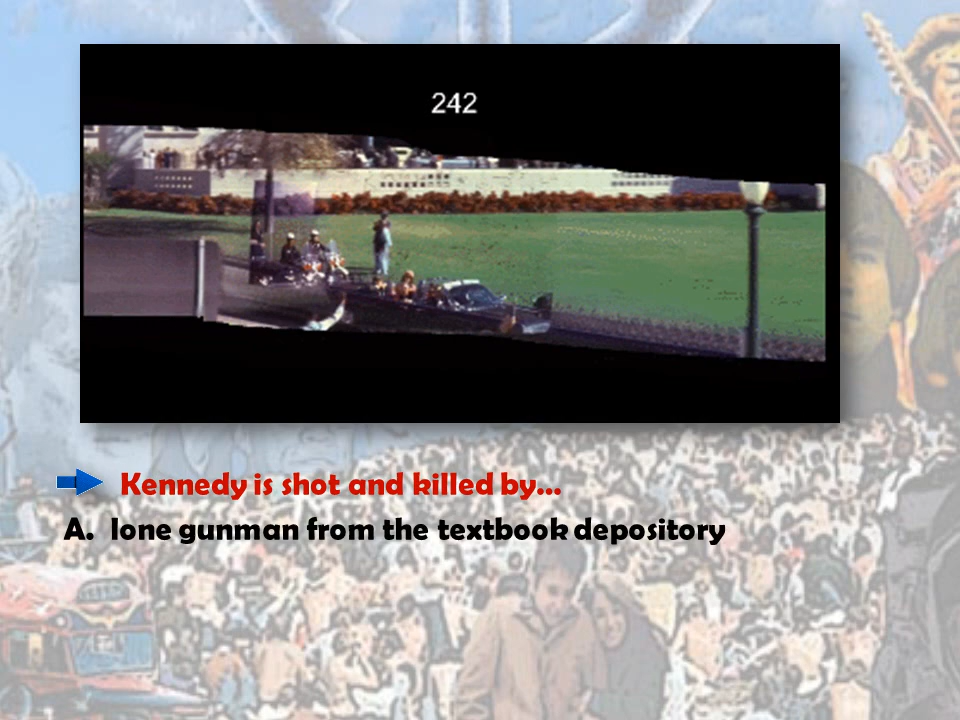 242
Kennedy is shot and killed by...
A. lone gunman from the textbook depository